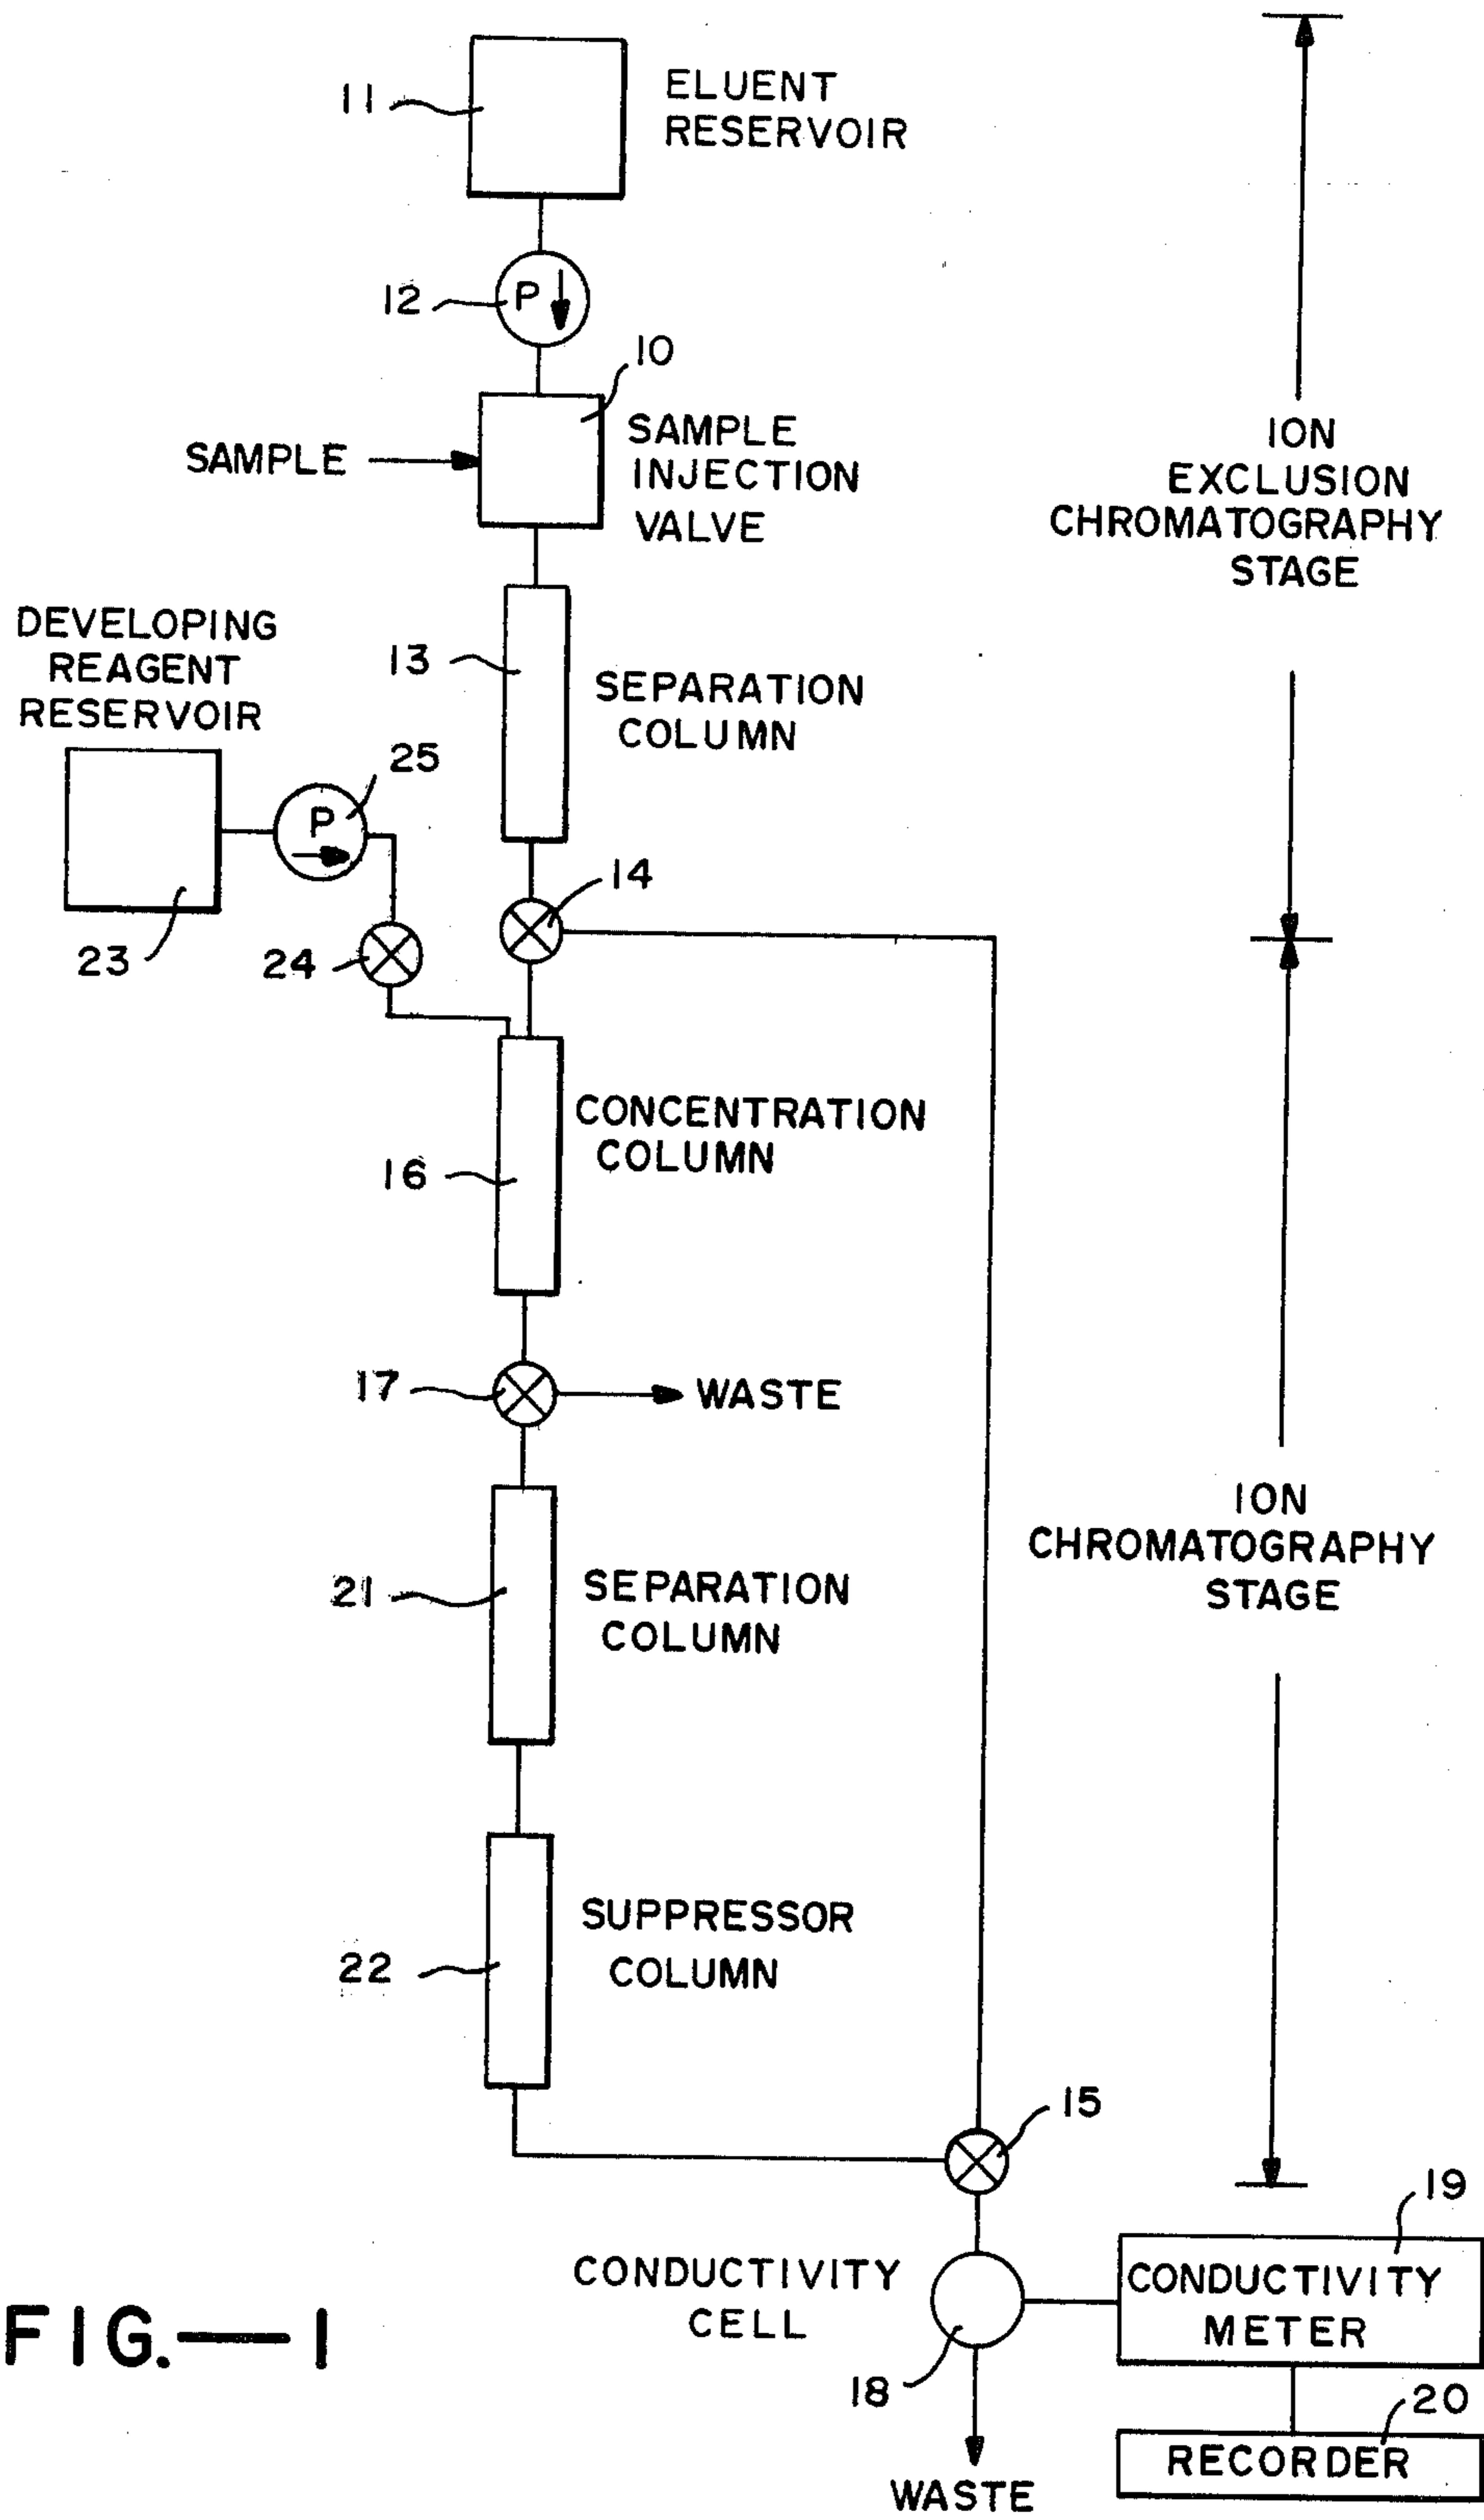 11
ELUENT
RESERVOIR
12
P
10
SAMPLE
SAMPLE
INJECTION
VALVE
ION
EXCLUSION
CHROMATOGRAPHY
STAGE
DEVELOPING
REAGENT
RESERVOIR
13
SEPARATION
COLUMN
25
P
14
23
24
CONCENTRATION
COLUMN
16
17
WASTE
ION
CHROMATOGRAPHY
STAGE
21
SEPARATION
COLUMN
SUPPRESSOR
COLUMN
22
15
19
CONDUCTIVITY
CELL
CONDUCTIVITY
METER
18
20
RECORDER
WASTE
FIG.—1